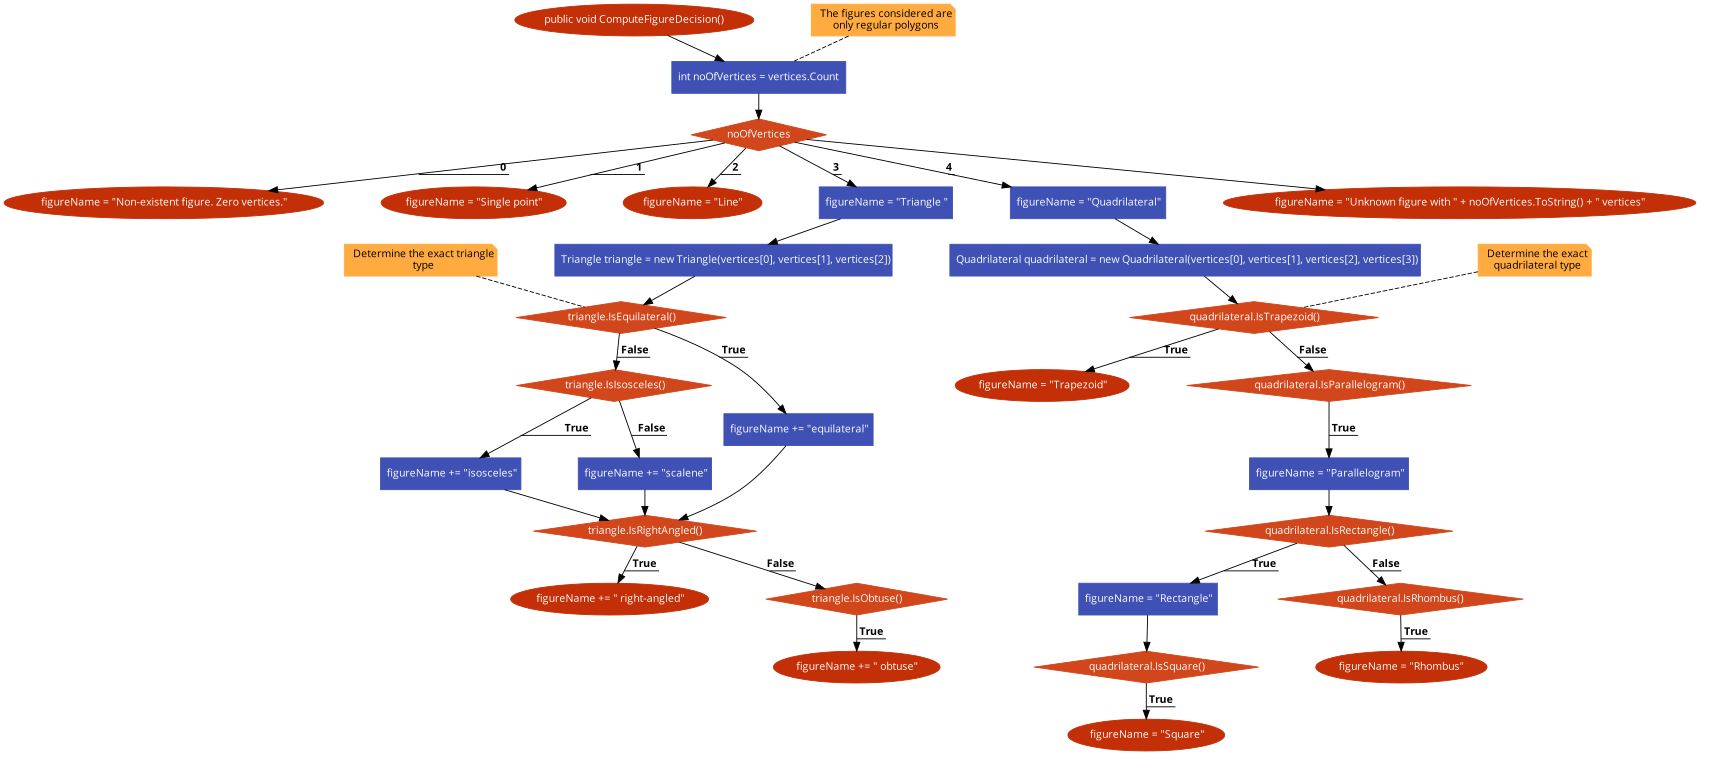 public void ComputeFigureDecision()
The figures considered are
only regular polygons
int noOfVertices = vertices.Count
noOfVertices
0
1
2
3
4
figureName = "Non-existent figure. Zero vertices."
figureName = "Single point"
figureName = "Line"
figureName = "Triangle "
figureName = "Quadrilateral"
figureName = "Unknown figure with " + noOfVertices.ToString() + " vertices"
Determine the exact triangle
type
Triangle triangle = new Triangle(vertices[0], vertices[1], vertices[2])
Quadrilateral quadrilateral = new Quadrilateral(vertices[0], vertices[1], vertices[2], vertices[3])
Determine the exact
quadrilateral type
triangle.IsEquilateral()
quadrilateral.IsTrapezoid()
False
True
True
False
triangle.IsIsosceles()
figureName = "Trapezoid"
quadrilateral.IsParallelogram()
True
False
figureName += "equilateral"
True
figureName += "isosceles"
figureName += "scalene"
figureName = "Parallelogram"
triangle.IsRightAngled()
quadrilateral.IsRectangle()
True
False
True
False
figureName += " right-angled"
triangle.IsObtuse()
figureName = "Rectangle"
quadrilateral.IsRhombus()
True
True
figureName += " obtuse"
quadrilateral.IsSquare()
figureName = "Rhombus"
True
figureName = "Square"